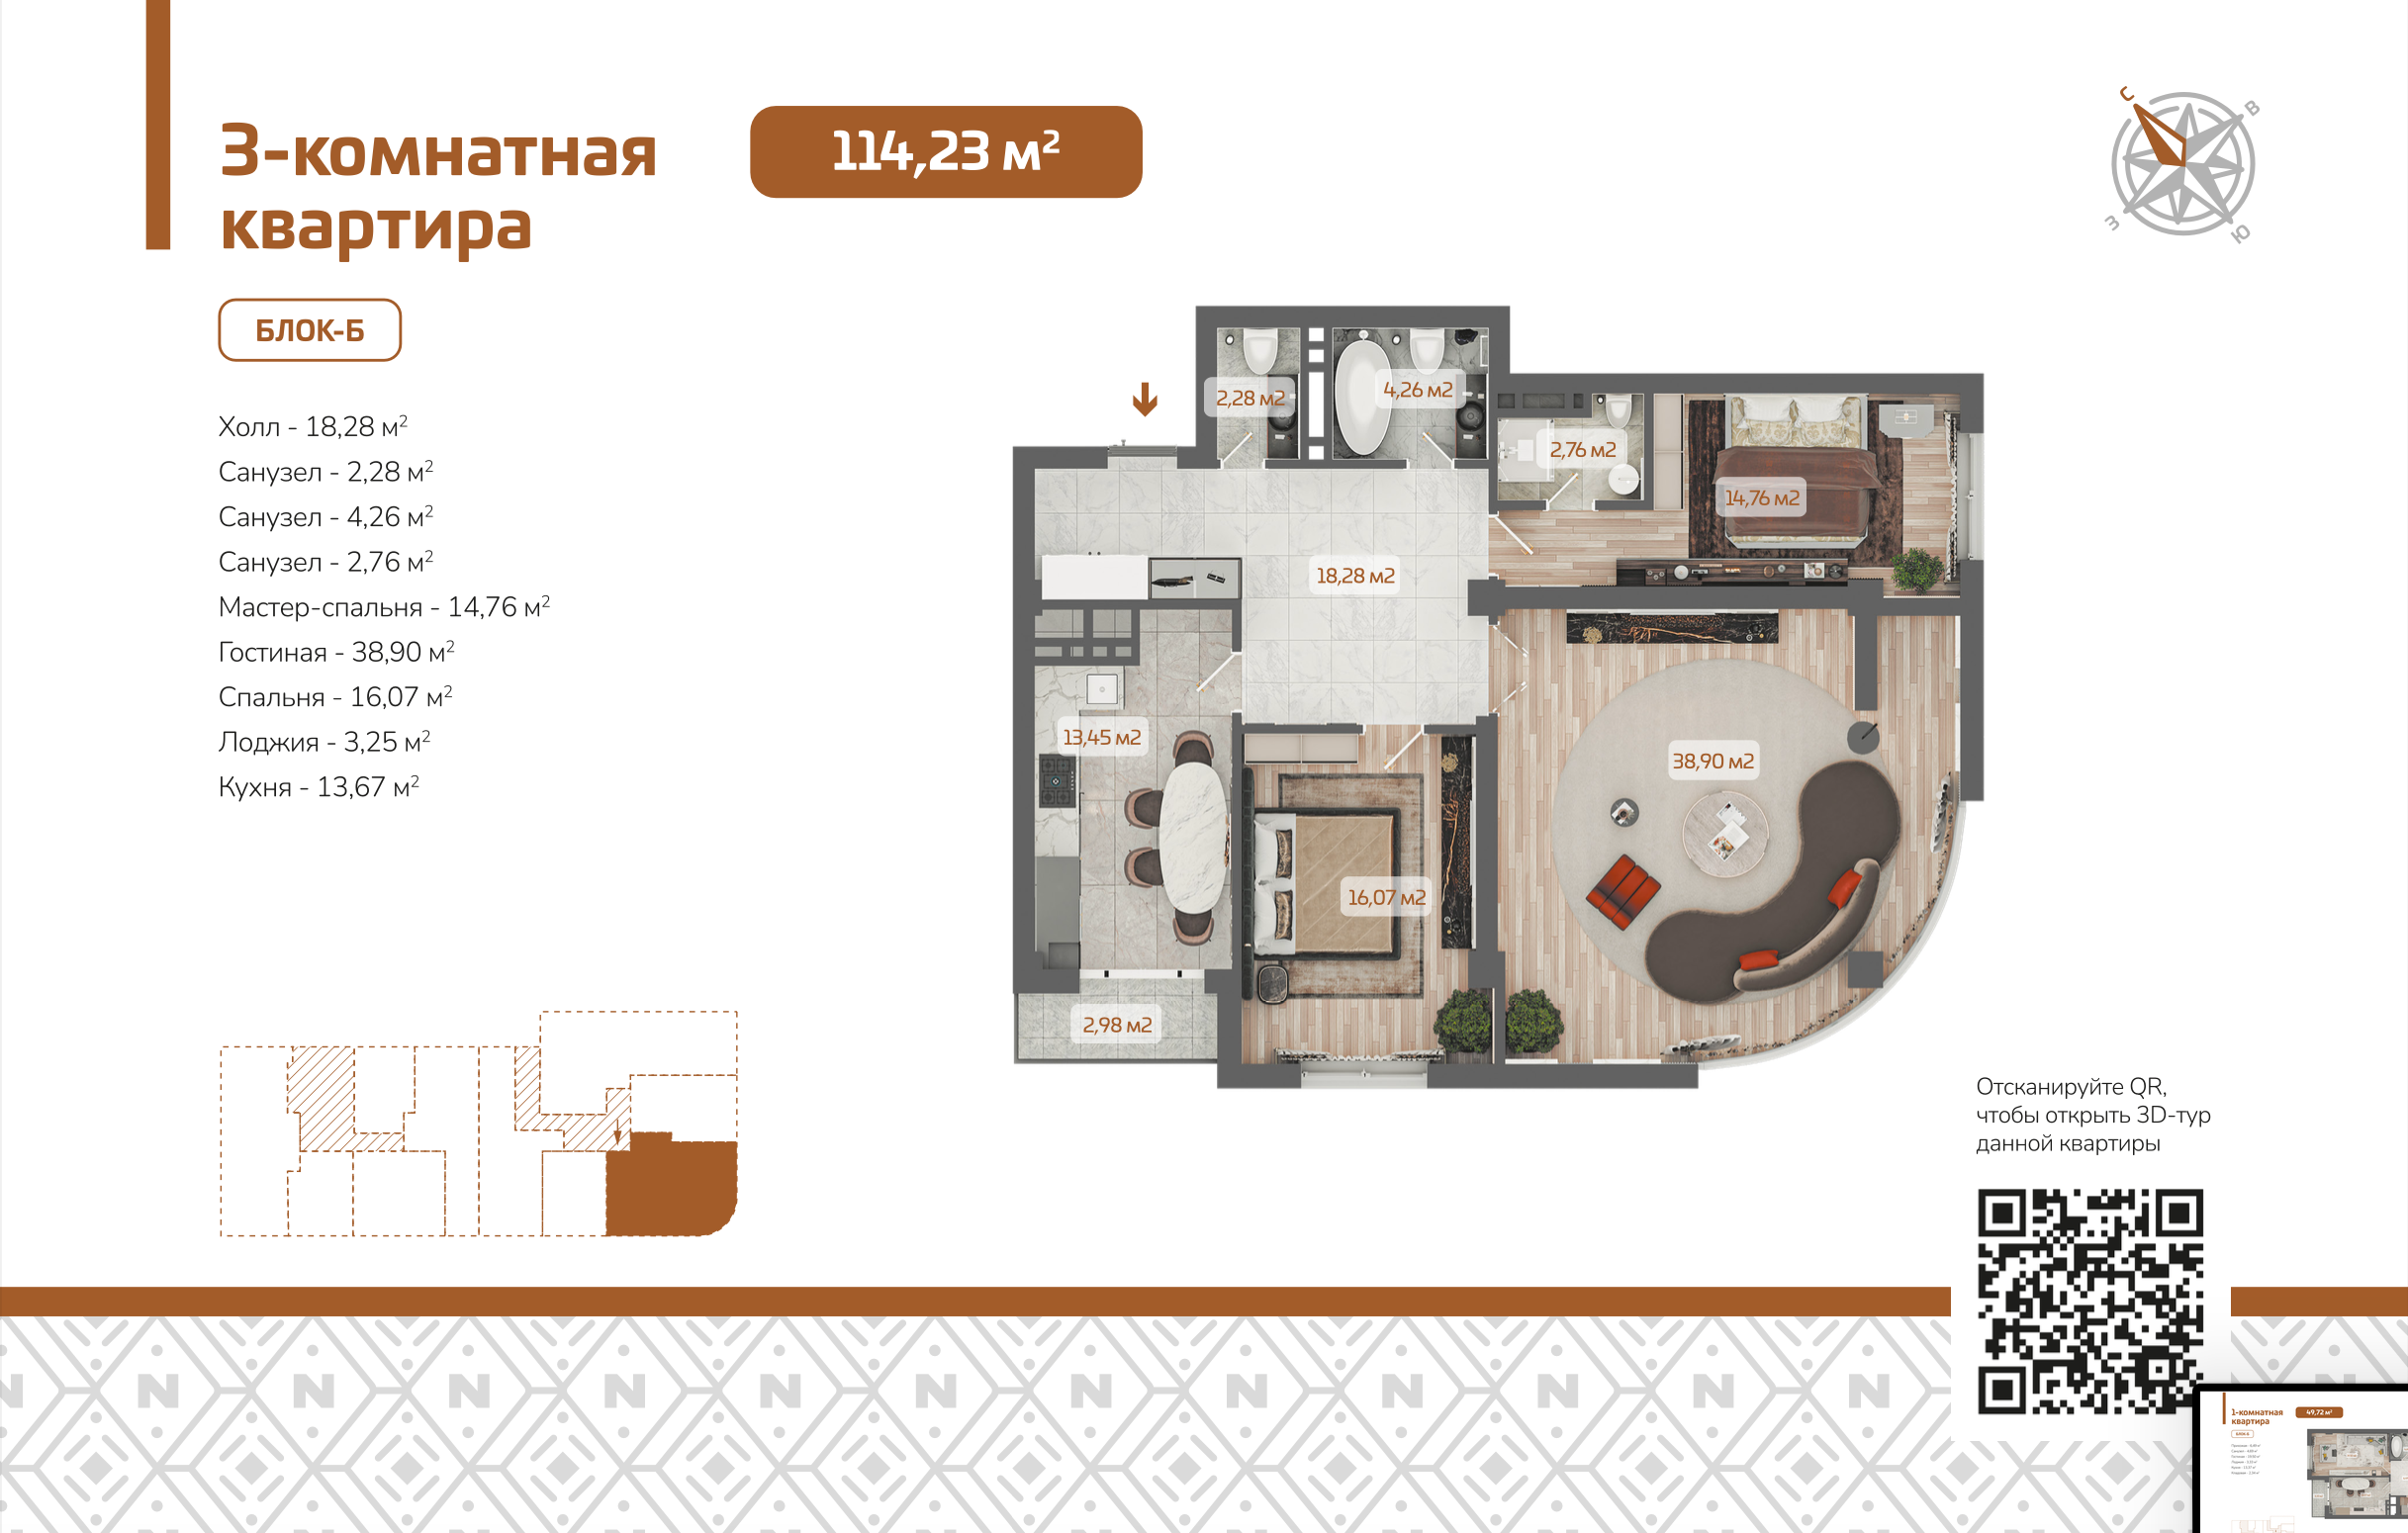 3-комнатная
квартира
114,23 м²
БЛОК-Б
Холл - 18,28 м²
Санузел - 2,28 м²
Санузел - 4,26 м²
Санузел - 2,76 м²
Мастер-спальня - 14,76 м²
Гостиная - 38,90 м²
Спальня - 16,07 м²
Лоджия - 3,25 м²
Кухня - 13,67 м²
С
В
З
Ю
2,28 м2
4,26 м2
2,76 м2
14,76 м2
18,28 м2
13,45 м2
38,90 м2
16,07 м2
2,98 м2
Отсканируйте QR,
чтобы открыть 3D-тур
данной квартиры
N N N N N N N N N N N N N
1-комнатная
квартира
49,72 м²